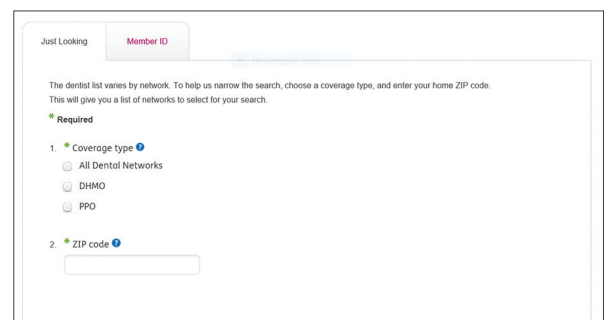 Just Looking
Member ID
Rectangular Snip
The dentist list varies by network. To help us narrow the search, choose a coverage type, and enter your home ZIP code.
This will give you a list of networks to select for your search.
* Required
1. * Coverage type ?
All Dental Networks
DHMO
PPO
2. * ZIP code ?